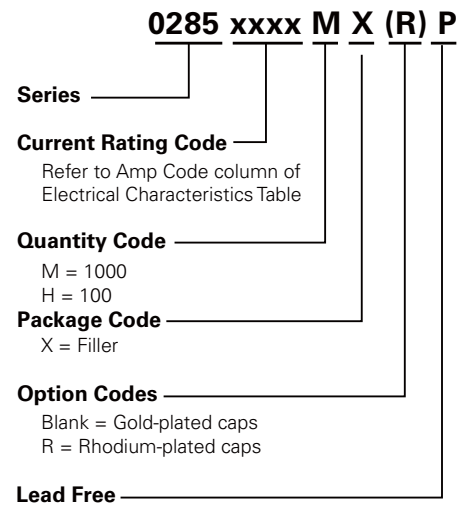 0285 xxxx M X (R) P
Series
Current Rating Code
Refer to Amp Code column of
Electrical Characteristics Table
Quantity Code
M = 1000
H = 100
Package Code
X = Filler
Option Codes
Blank = Gold-plated caps
R = Rhodium-plated caps
Lead Free